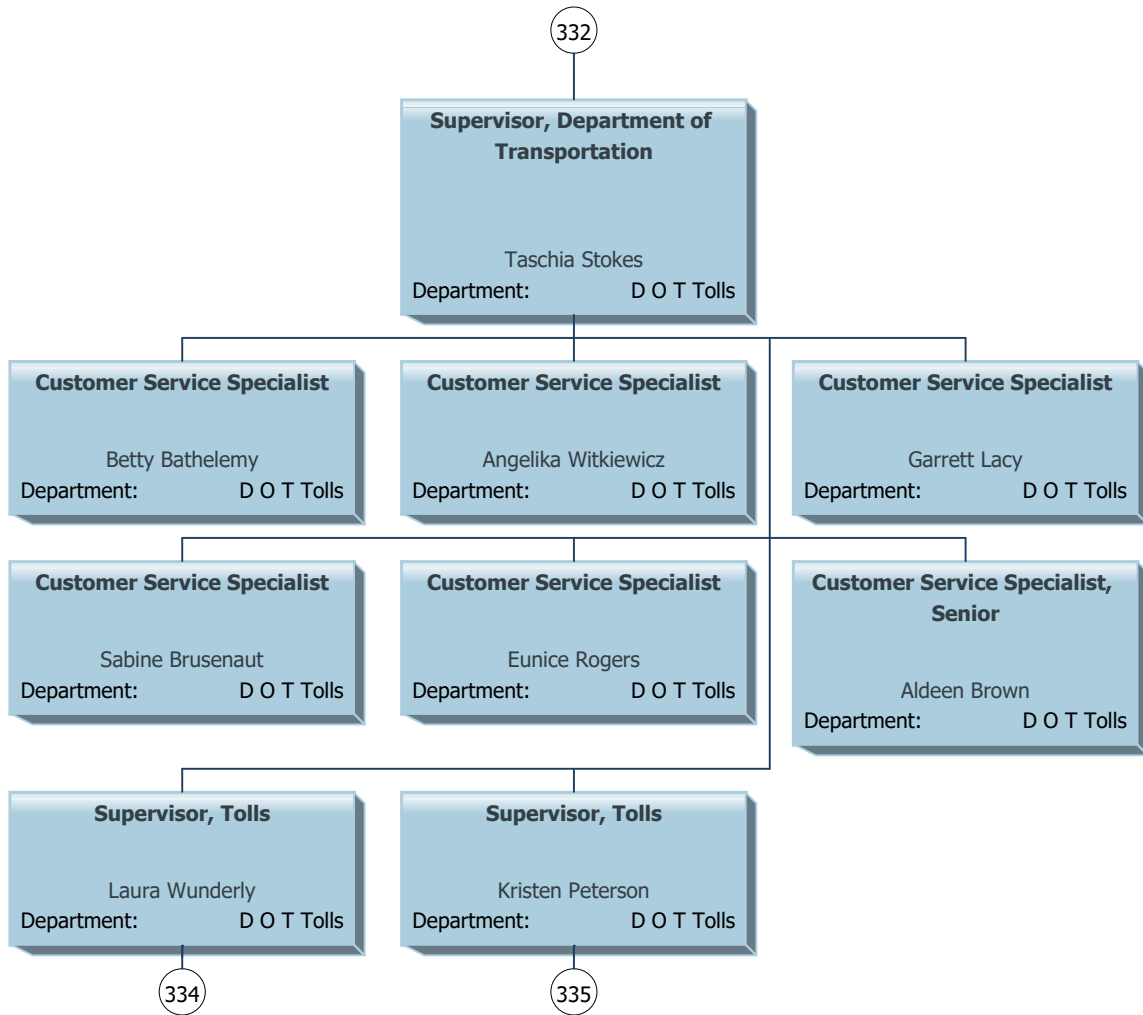 332
Supervisor, Department of
Transportation
Taschia Stokes
Department: D O T Tolls
Customer Service Specialist
Betty Bathelemy
Department: D O T Tolls
Customer Service Specialist
Angelika Witkiewicz
Department: D O T Tolls
Customer Service Specialist
Garrett Lacy
Department: D O T Tolls
Customer Service Specialist
Sabine Brusenaut
Department: D O T Tolls
Customer Service Specialist
Eunice Rogers
Department: D O T Tolls
Customer Service Specialist,
Senior
Aldeen Brown
Department: D O T Tolls
Supervisor, Tolls
Laura Wunderly
Department: D O T Tolls
334
Supervisor, Tolls
Kristen Peterson
Department: D O T Tolls
335